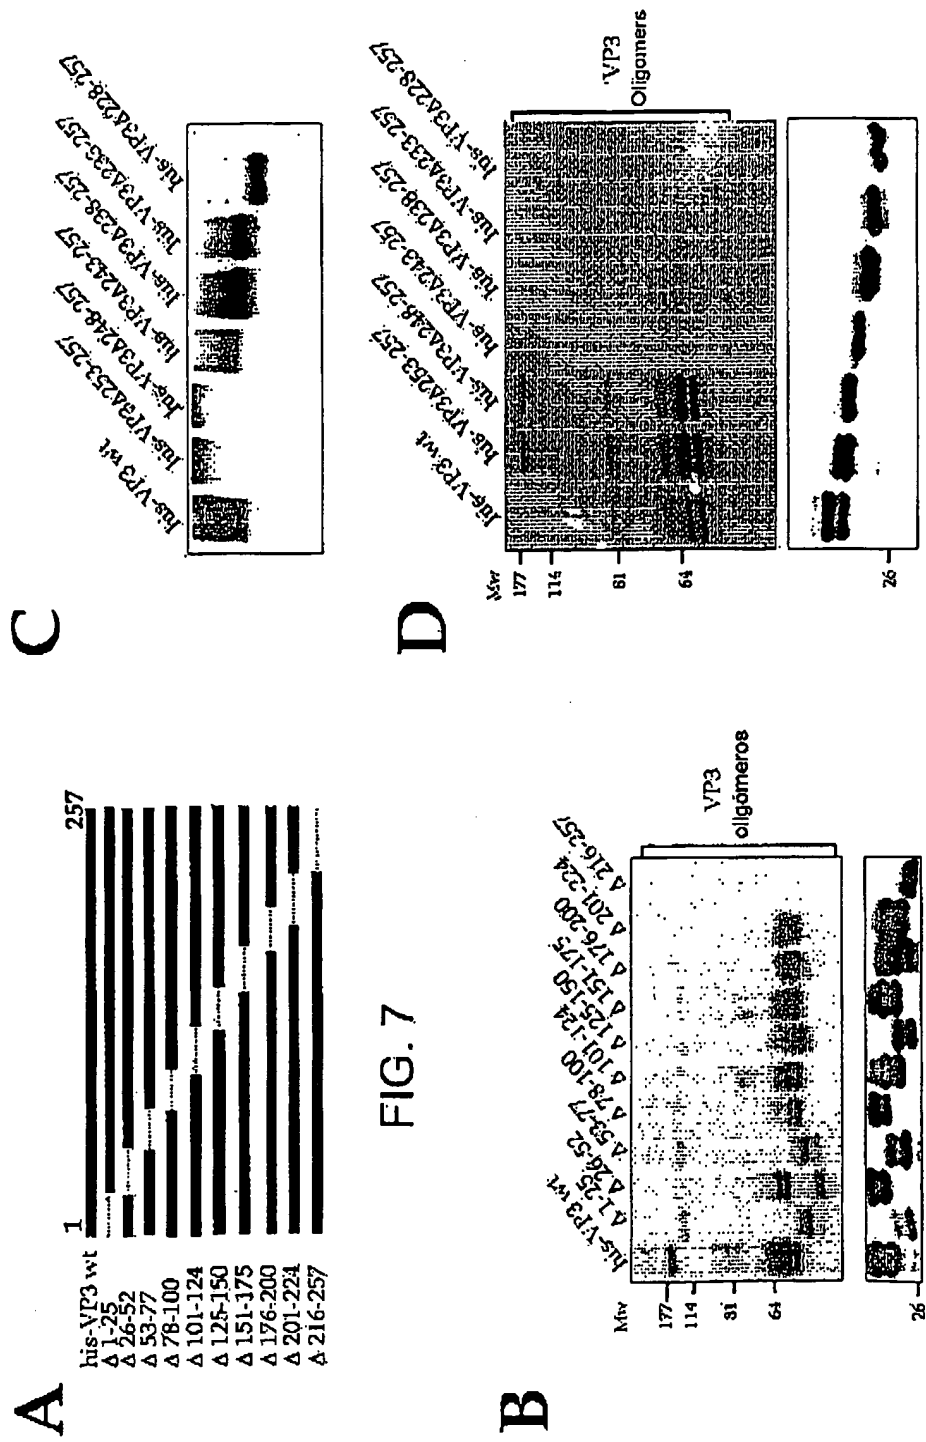 A
1 257
his-VP3 wt
Δ 1-25
Δ 26-52
Δ 53-77
Δ 78-100
Δ 101-124
Δ 125-150
Δ 151-175
Δ 176-200
Δ 201-224
Δ 216-257
FIG. 7
B
Mw
his-VP3 wt
Δ 1-25
Δ 26-52
Δ 53-77
Δ 78-100
Δ 101-124
Δ 125-150
Δ 151-175
Δ 176-200
Δ 201-224
Δ 216-257
177
114
81
64
VP3
oligómeros
26
C
his-VP3 wt
his-VP3Δ253-257
his-VP3Δ248-257
his-VP3Δ243-257
his-VP3Δ238-257
his-VP3Δ233-257
his-VP3Δ228-257
D
Mw
his-VP3 wt
his-VP3Δ253-257
his-VP3Δ248-257
his-VP3Δ243-257
his-VP3Δ238-257
his-VP3Δ233-257
his-VP3Δ228-257
177
114
81
64
VP3
Oligomers
26